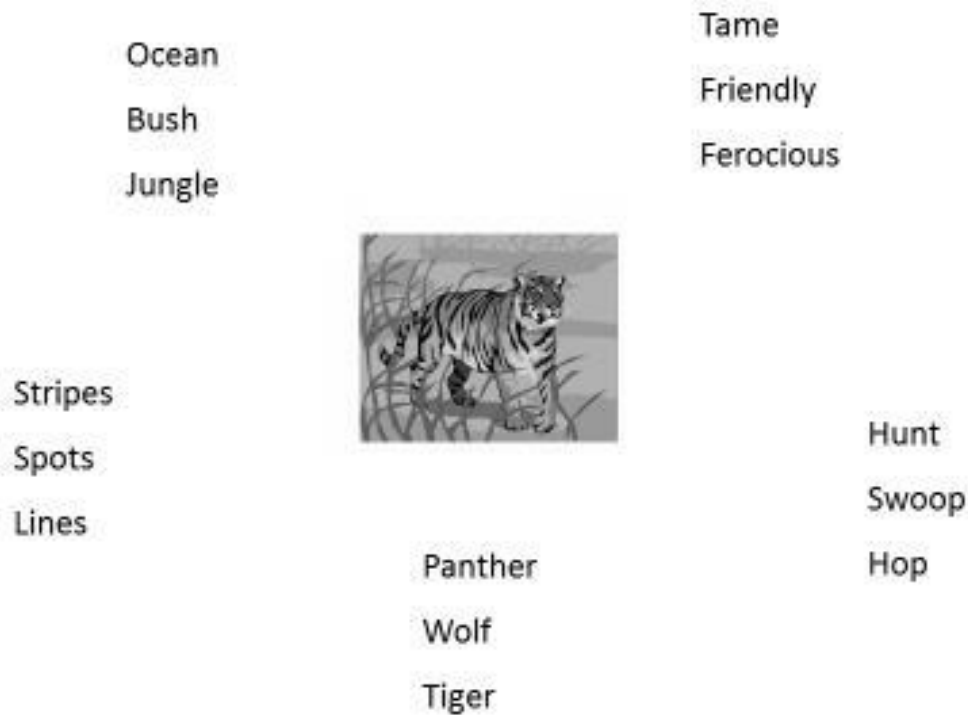 Ocean
Bush
Jungle
Tame
Friendly
Ferocious
Stripes
Spots
Lines
Hunt
Swoop
Hop
Panther
Wolf
Tiger